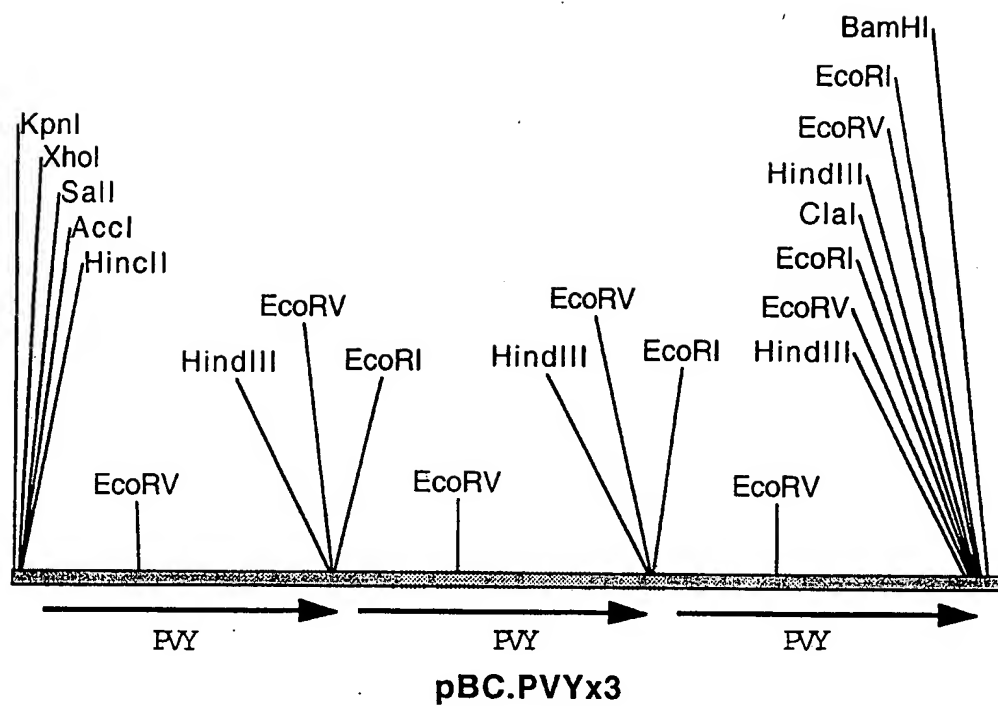 BamHI
EcoRI
KpnI
EcoRV
XhoI
HindIII
SalI
ClaI
AccI
EcoRI
HincII
EcoRV
EcoRV
EcoRV
HindIII
EcoRI
HindIII
EcoRI
HindIII
EcoRV
EcoRV
EcoRV
PVY
PVY
PVY
pBC.PVYx3